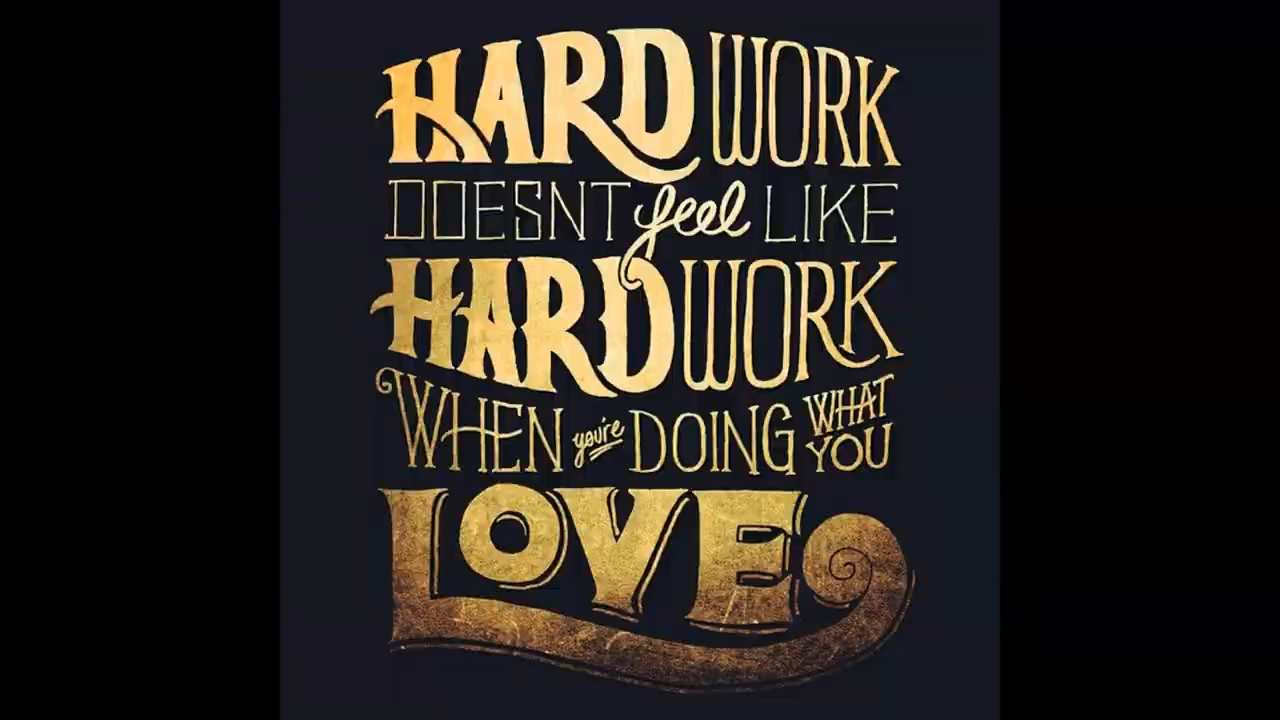 HARD WORK
DOESNT feel LIKE
HARD WORK
WHEN you're DOING WHAT YOU
LOVE